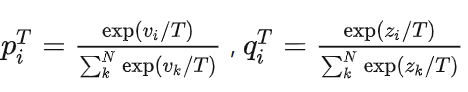 $p_i^T = \frac{\exp(v_i/T)}{\sum_k^N \exp(v_k/T)}$ , $q_i^T = \frac{\exp(z_i/T)}{\sum_k^N \exp(z_k/T)}$